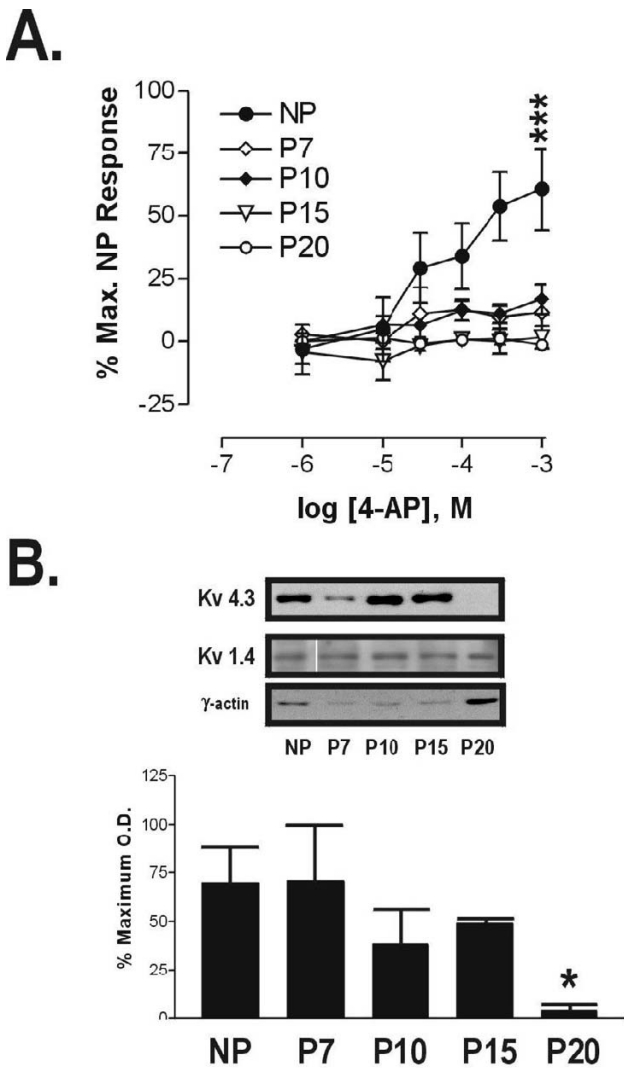 A.
% Max. NP Response
100
75
50
25
0
-25
NP
P7
P10
P15
P20
***
-7 -6 -5 -4 -3
log [4-AP], M
B.
Kv 4.3
Kv 1.4
γ-actin
NP P7 P10 P15 P20
% Maximum O.D.
125
100
75
50
25
0
*
NP P7 P10 P15 P20